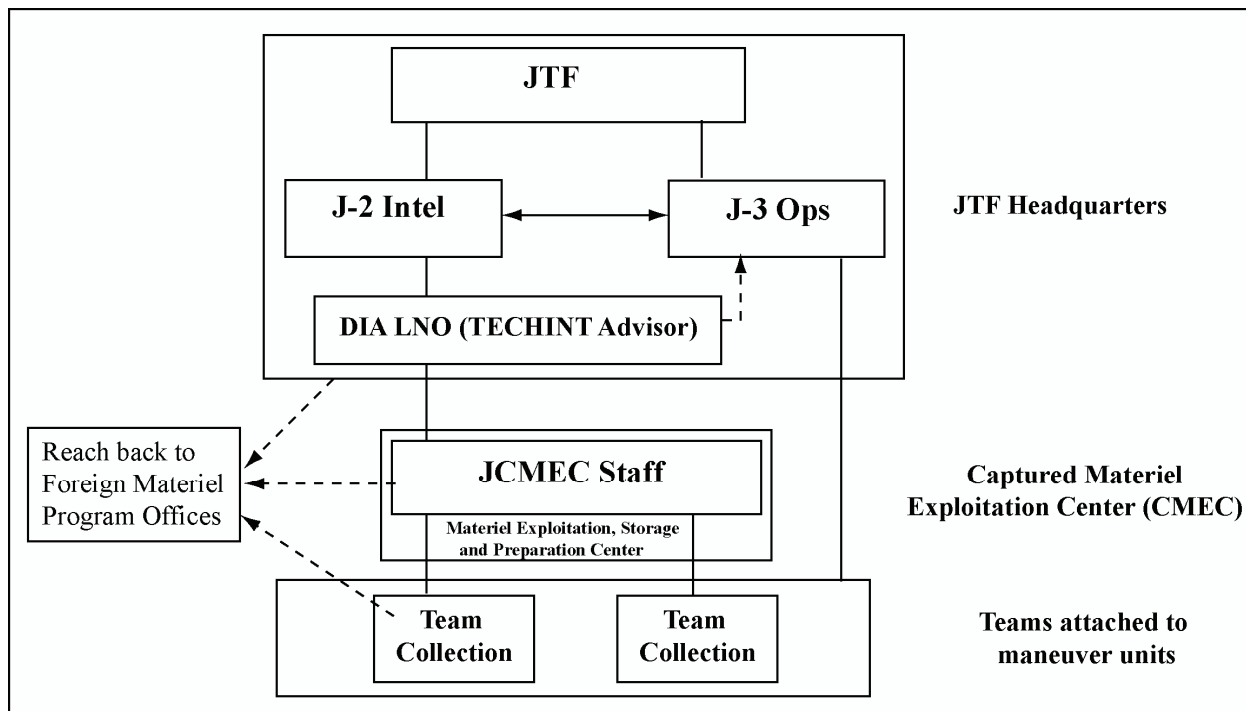 JTF
J-2 Intel
J-3 Ops
JTF Headquarters
DIA LNO (TECHINT Advisor)
Reach back to
Foreign Materiel
Program Offices
JCMEC Staff
Materiel Exploitation, Storage
and Preparation Center
Captured Materiel
Exploitation Center (CMEC)
Team
Collection
Team
Collection
Teams attached to
maneuver units